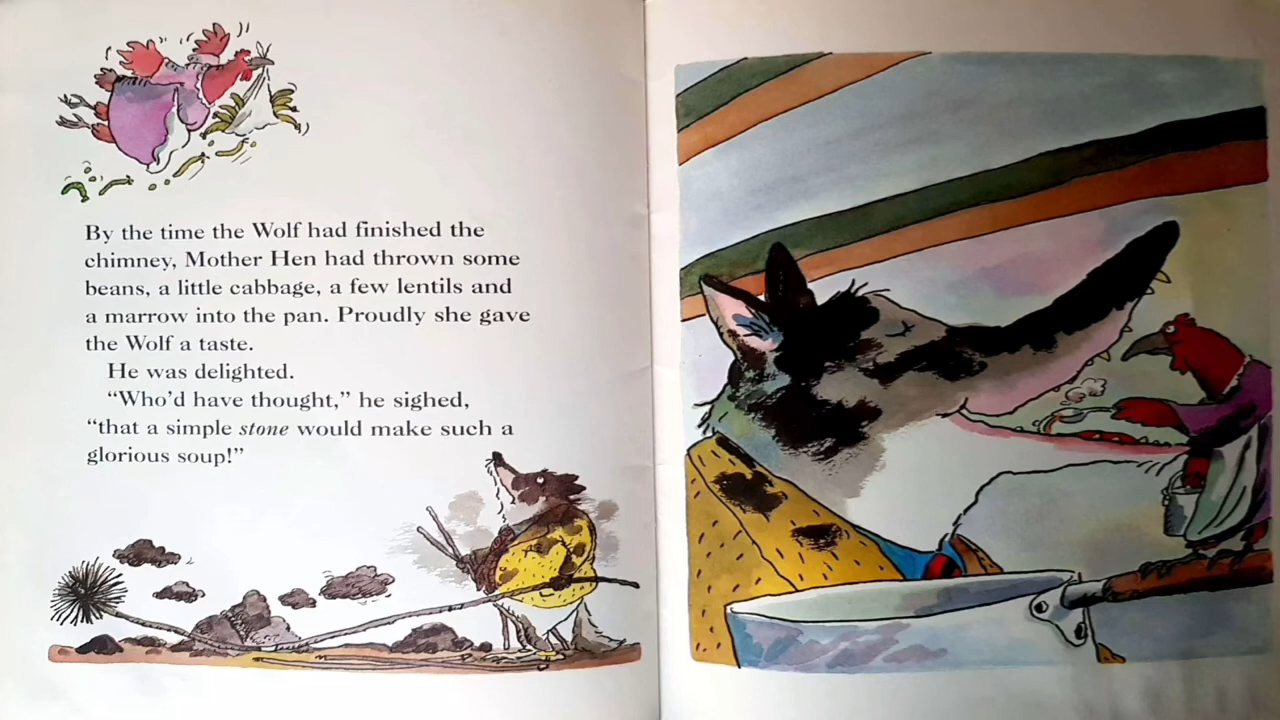 By the time the Wolf had finished the
chimney, Mother Hen had thrown some
beans, a little cabbage, a few lentils and
a marrow into the pan. Proudly she gave
the Wolf a taste.
He was delighted.
“Who’d have thought,” he sighed,
“that a simple stone would make such a
glorious soup!”